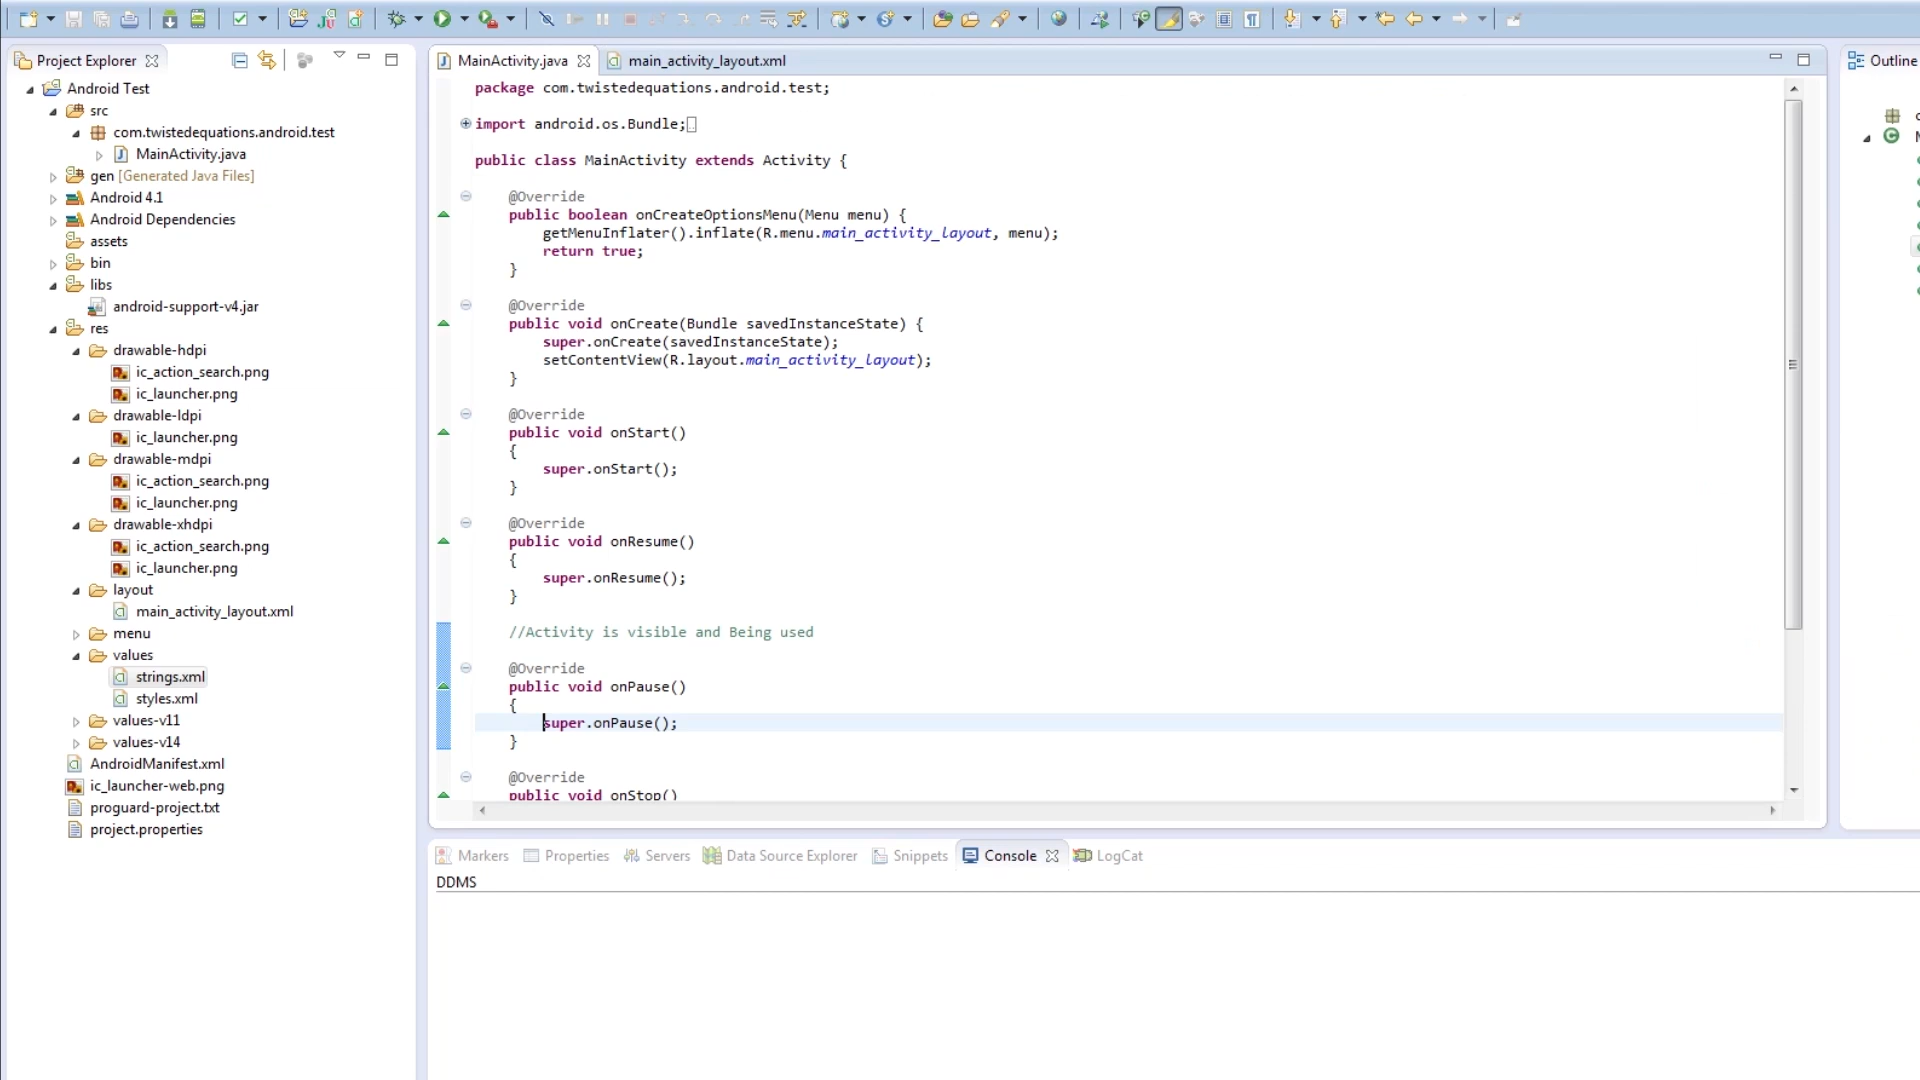 Project Explorer
Android Test
src
com.twistedequations.android.test
MainActivity.java
gen [Generated Java Files]
Android 4.1
Android Dependencies
assets
bin
libs
android-support-v4.jar
res
drawable-hdpi
ic_action_search.png
ic_launcher.png
drawable-ldpi
ic_launcher.png
drawable-mdpi
ic_action_search.png
ic_launcher.png
drawable-xhdpi
ic_action_search.png
ic_launcher.png
layout
main_activity_layout.xml
menu
values
strings.xml
styles.xml
values-v11
values-v14
AndroidManifest.xml
ic_launcher-web.png
proguard-project.txt
project.properties
MainActivity.java
main_activity_layout.xml
package com.twistedequations.android.test;
import android.os.Bundle;
public class MainActivity extends Activity {
@Override
public boolean onCreateOptionsMenu(Menu menu) {
getMenuInflater().inflate(R.menu.main_activity_layout, menu);
return true;
}
@Override
public void onCreate(Bundle savedInstanceState) {
super.onCreate(savedInstanceState);
setContentView(R.layout.main_activity_layout);
}
@Override
public void onStart()
{
super.onStart();
}
@Override
public void onResume()
{
super.onResume();
}
//Activity is visible and Being used
@Override
public void onPause()
{
super.onPause();
}
@Override
public void onStop()
Outline
Markers Properties Servers Data Source Explorer Snippets Console LogCat
DDMS